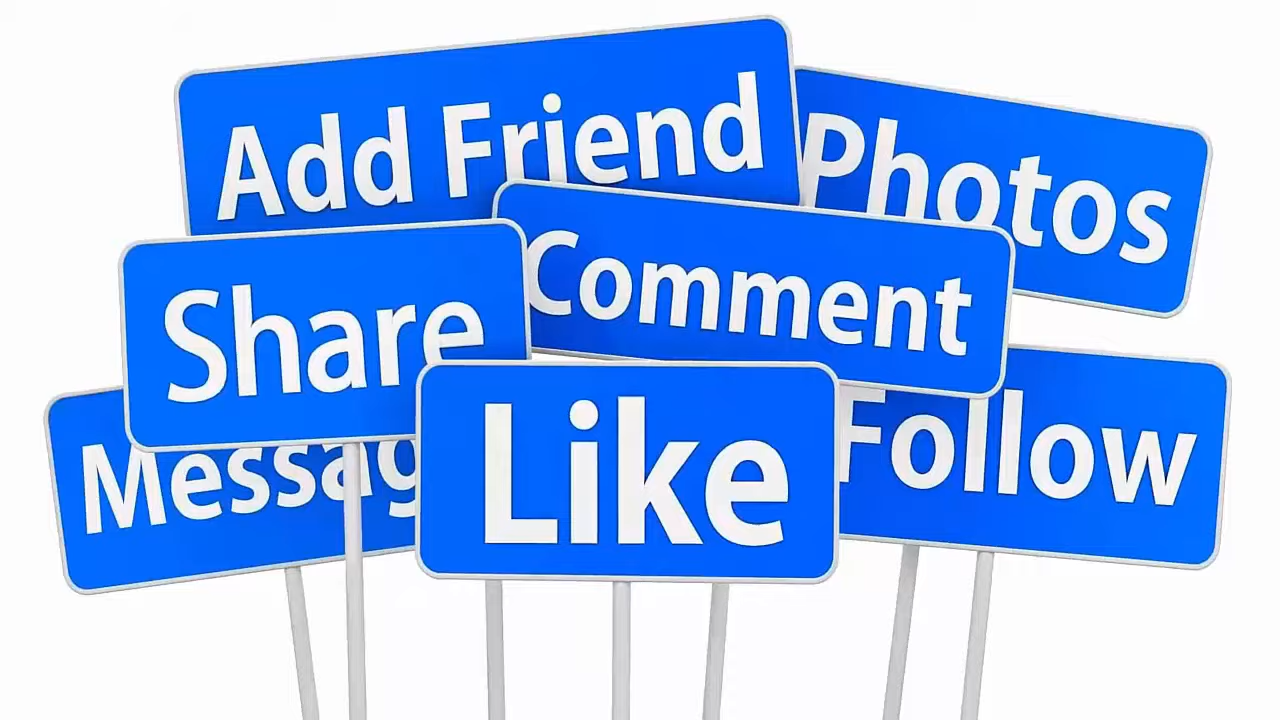 Add Friend
Photos
Comment
Share
Messag
Like
Follow